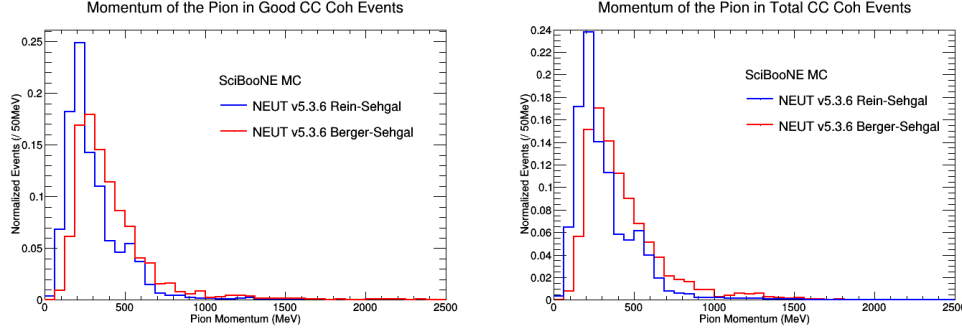 Momentum of the Pion in Good CC Coh Events
Normalized Events (/ 50MeV)
0.25
0.2
0.15
0.1
0.05
0
SciBooNE MC
NEUT v5.3.6 Rein-Sehgal
NEUT v5.3.6 Berger-Sehgal
0 500 1000 1500 2000 2500
Pion Momentum (MeV)
Momentum of the Pion in Total CC Coh Events
Normalized Events (/ 50MeV)
0.24
0.22
0.2
0.18
0.16
0.14
0.12
0.1
0.08
0.06
0.04
0.02
0
SciBooNE MC
NEUT v5.3.6 Rein-Sehgal
NEUT v5.3.6 Berger-Sehgal
0 500 1000 1500 2000 2500
Pion Momentum (MeV)